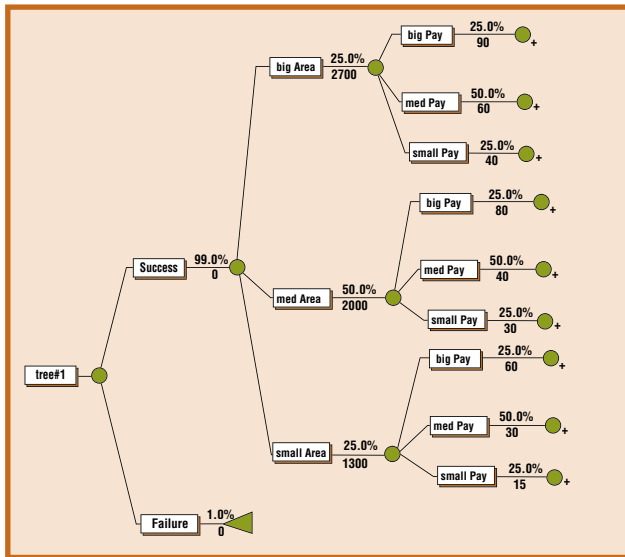 big Pay 25.0% 90 +
big Area 25.0% 2700
med Pay 50.0% 60 +
small Pay 25.0% 40 +
big Pay 25.0% 80 +
Success 99.0% 0
med Pay 50.0% 40 +
med Area 50.0% 2000
small Pay 25.0% 30 +
big Pay 25.0% 60 +
tree#1
med Pay 50.0% 30 +
small Area 25.0% 1300
small Pay 25.0% 15 +
Failure 1.0% 0